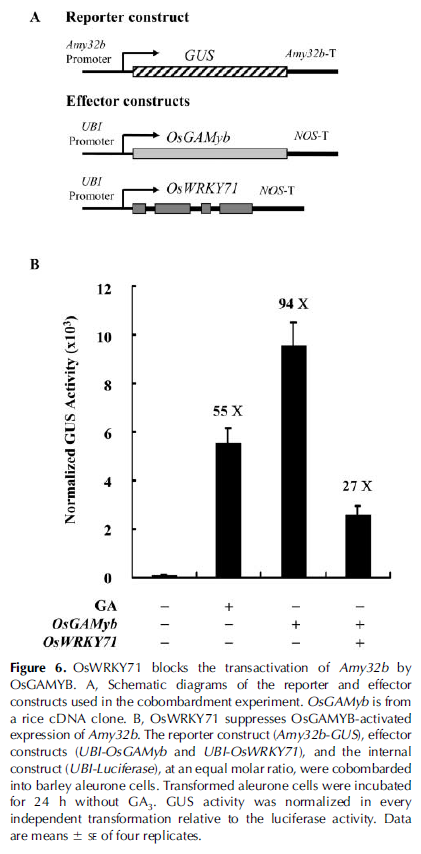 A Reporter construct
Amy32b
Promoter
GUS
Amy32b-T
Effector constructs
UBI
Promoter
OsGAMyb
NOS-T
UBI
Promoter
OsWRKY71
NOS-T
B
Normalized GUS Activity (x10³)
12
10
8
6
4
2
0
55 X
94 X
27 X
GA − + − −
OsGAMyb − − + +
OsWRKY71 − − − +
Figure 6. OsWRKY71 blocks the transactivation of Amy32b by
OsGAMYB. A, Schematic diagrams of the reporter and effector
constructs used in the cobombardment experiment. OsGAMyb is from
a rice cDNA clone. B, OsWRKY71 suppresses OsGAMYB-activated
expression of Amy32b. The reporter construct (Amy32b-GUS), effector
constructs (UBI-OsGAMyb and UBI-OsWRKY71), and the internal
construct (UBI-Luciferase), at an equal molar ratio, were cobombarded
into barley aleurone cells. Transformed aleurone cells were incubated
for 24 h without GA₃. GUS activity was normalized in every
independent transformation relative to the luciferase activity. Data
are means ± SE of four replicates.